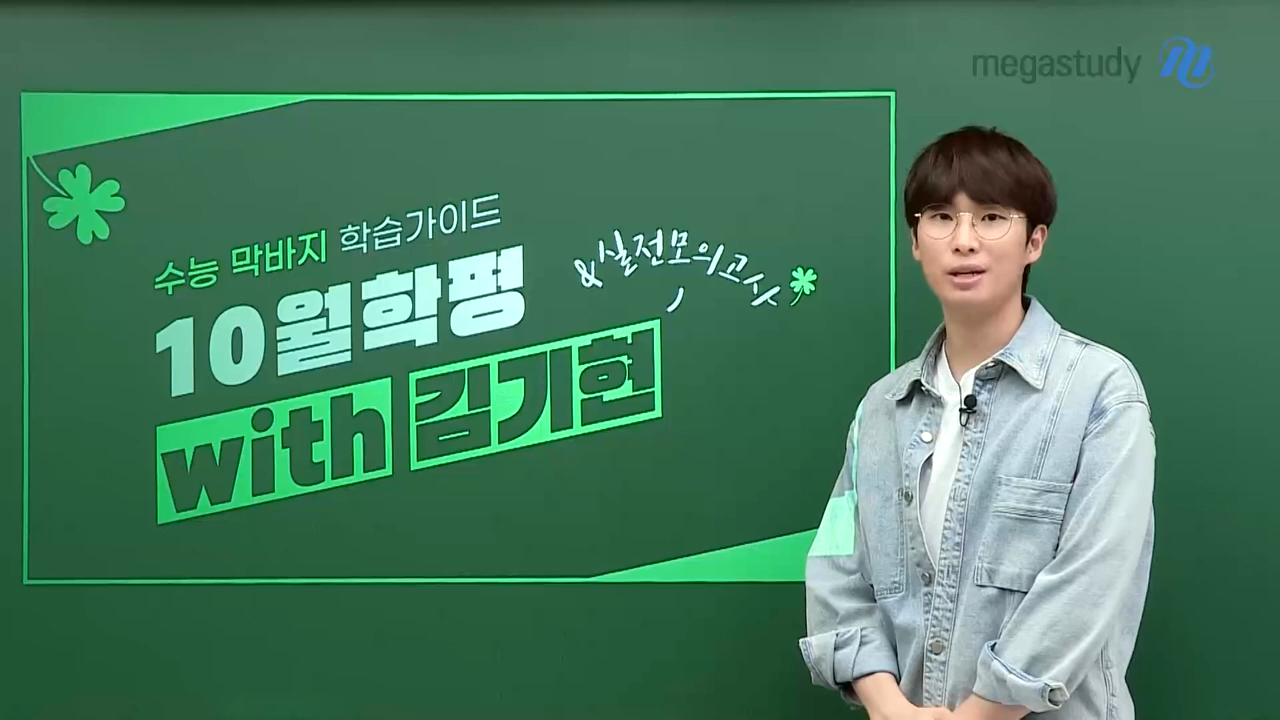 megastudy
수능 막바지 학습가이드
10월학평
&실전모의고사
with 김기현